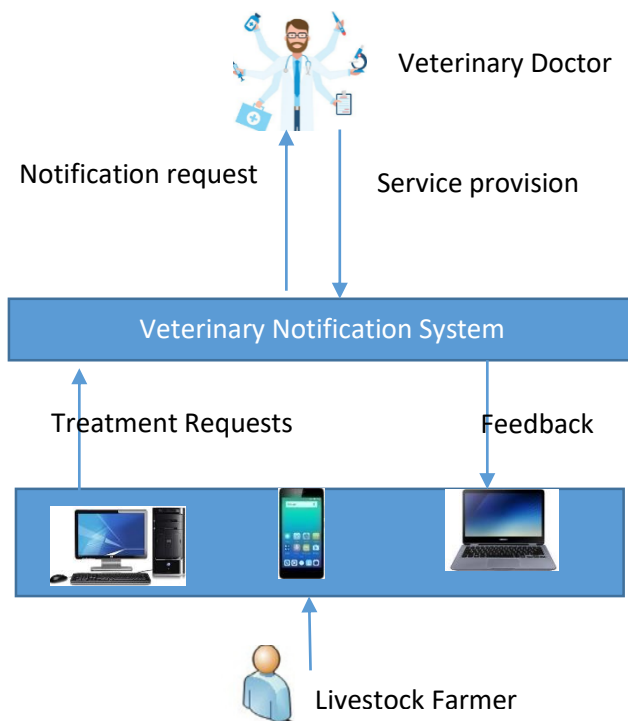 Veterinary Doctor
Notification request
Service provision
Veterinary Notification System
Treatment Requests
Feedback
Livestock Farmer